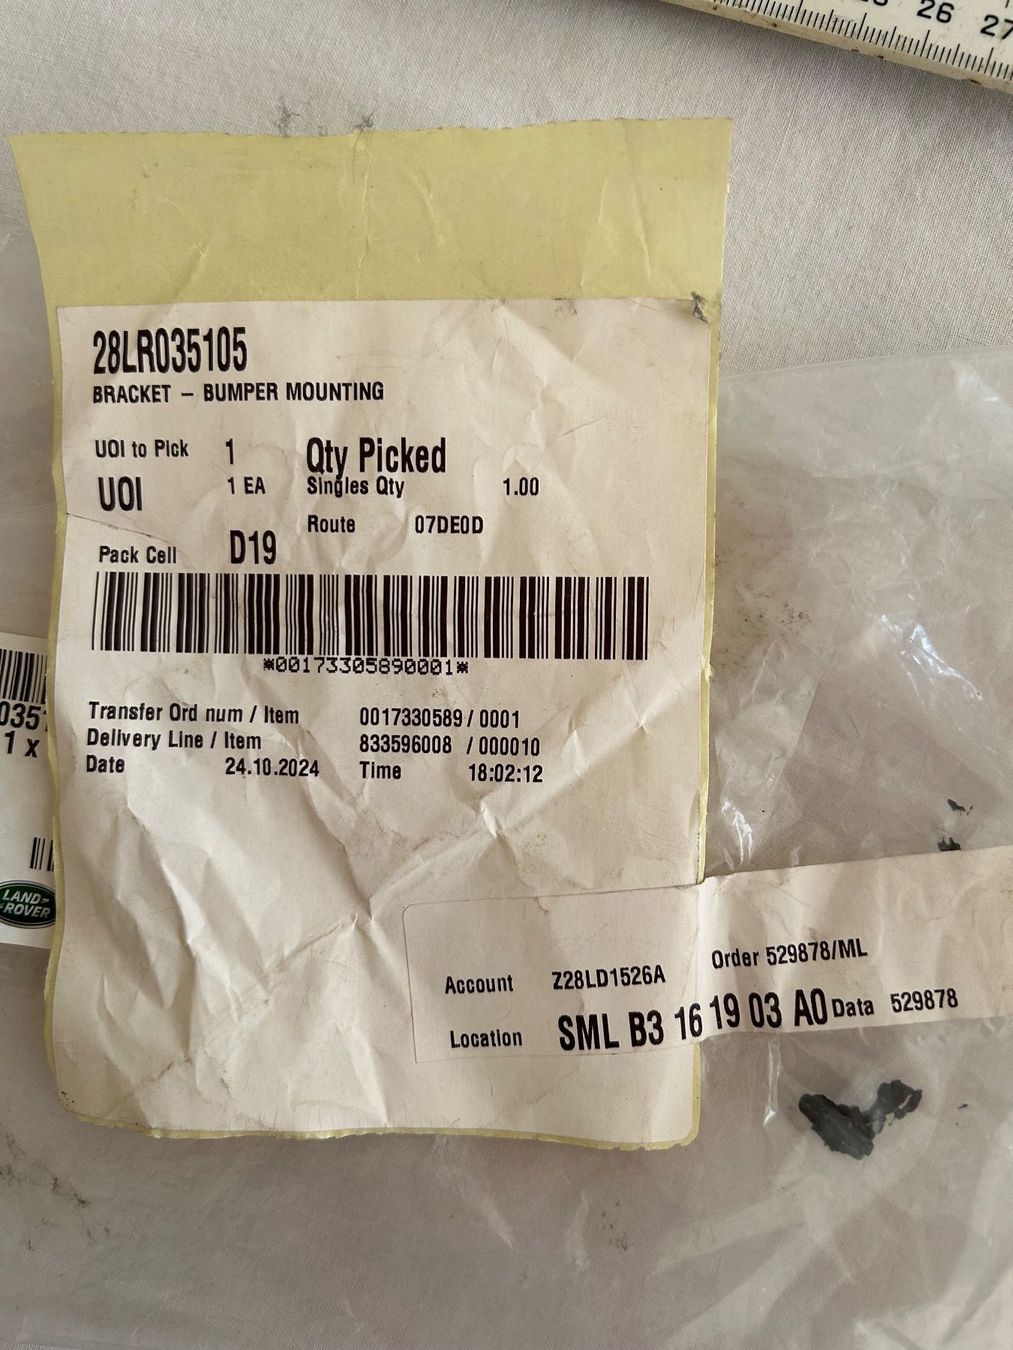 26 27
28LR035105
BRACKET – BUMPER MOUNTING
UOI to Pick 1 Qty Picked
UOI 1 EA Singles Qty 1.00
Route 07DE0D
Pack Cell D19
*00173305890001*
Transfer Ord num / Item 0017330589 / 0001
Delivery Line / Item 833596008 / 000010
Date 24.10.2024 Time 18:02:12
1 x
LAND-
ROVER
Account Z28LD1526A Order 529878/ML
Location SML B3 16 19 03 A0 Data 529878